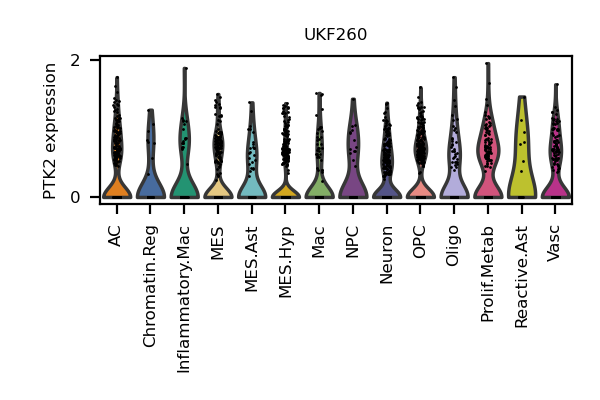 UKF260
PTK2 expression
2
0
AC
Chromatin.Reg
Inflammatory.Mac
MES
MES.Ast
MES.Hyp
Mac
NPC
Neuron
OPC
Oligo
Prolif.Metab
Reactive.Ast
Vasc